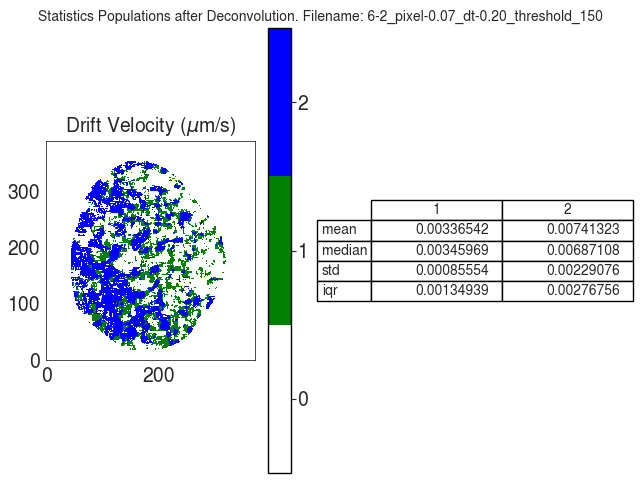 Statistics Populations after Deconvolution. Filename: 6-2_pixel-0.07_dt-0.20_threshold_150
Drift Velocity (μm/s)
300
200
100
0
0 200
2
1
0
1 2
mean 0.00336542 0.00741323
median 0.00345969 0.00687108
std 0.00085554 0.00229076
iqr 0.00134939 0.00276756